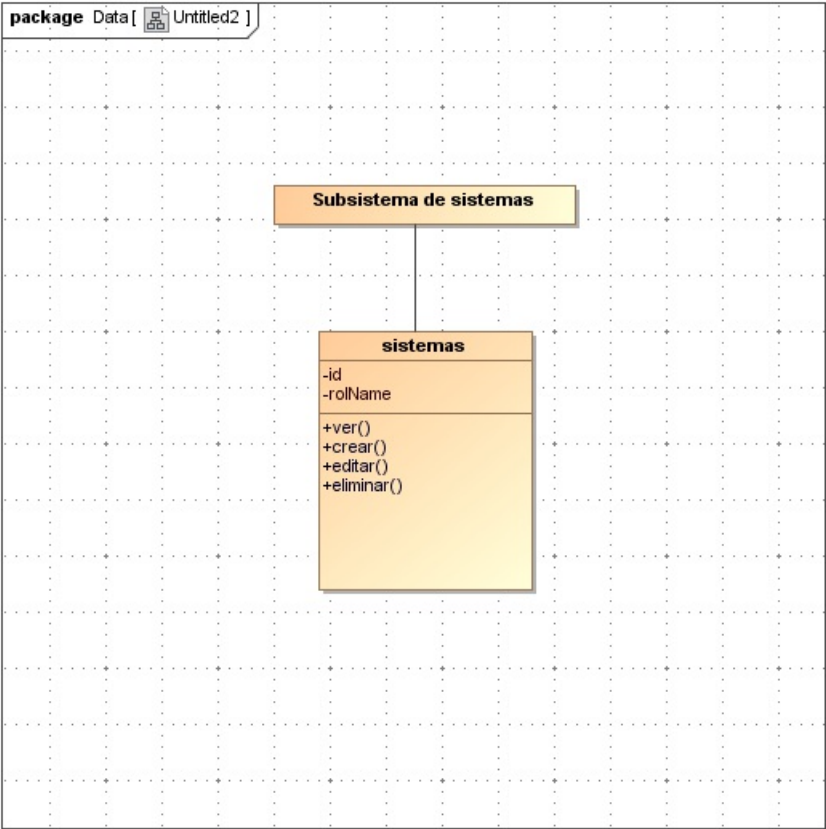 package Data [ Untitled2 ]
Subsistema de sistemas
sistemas
-id
-rolName
+ver()
+crear()
+editar()
+eliminar()